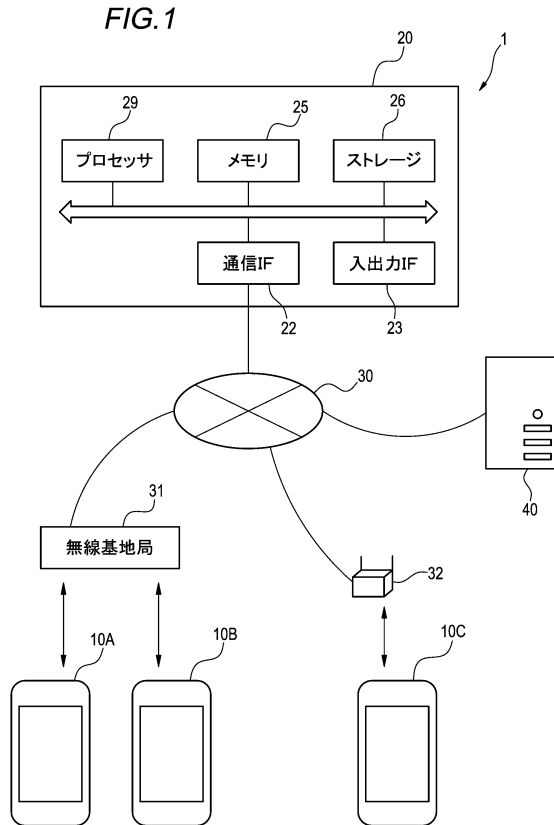 FIG.1
1
20
29
25
26
プロセッサ
メモリ
ストレージ
通信IF
入出力IF
22
23
30
40
31
無線基地局
32
10A
10B
10C